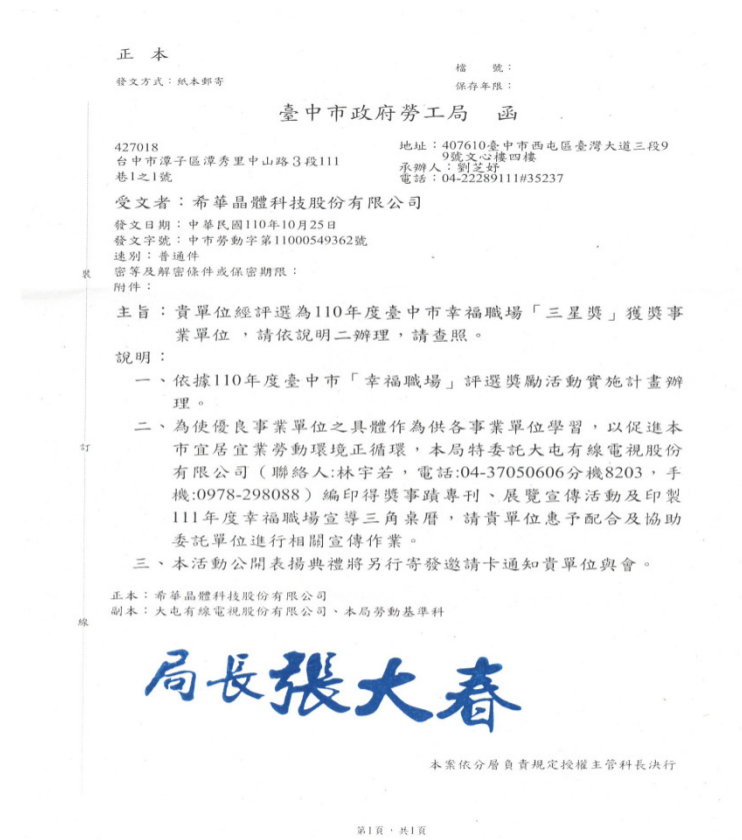 正 本
發文方式：紙本郵寄
檔 號：
保存年限：
臺中市政府勞工局 函
427018
台中市潭子區潭秀里中山路3段111
巷1之1號
地址：407610臺中市西屯區臺灣大道三段9
9號文心樓四樓
承辦人：劉芝妤
電話：04-22289111#35237
受文者：希華晶體科技股份有限公司
發文日期：中華民國110年10月25日
發文字號：中市勞動字第11000549362號
速別：普通件
密等及解密條件或保密期限：
附件：
主旨：貴單位經評選為110年度臺中市幸福職場「三星獎」獲獎事
業單位 ，請依說明二辦理，請查照。
說明：
一、依據110年度臺中市「幸福職場」評選獎勵活動實施計畫辦
理。
二、為使優良事業單位之具體作為供各事業單位學習，以促進本
市宜居宜業勞動環境正循環，本局特委託大屯有線電視股份
有限公司（聯絡人:林宇若，電話:04-37050606分機8203，手
機:0978-298088）編印得獎事蹟專刊、展覽宣傳活動及印製
111年度幸福職場宣導三角桌曆，請貴單位惠予配合及協助
委託單位進行相關宣傳作業。
三、本活動公開表揚典禮將另行寄發邀請卡通知貴單位與會。
正本：希華晶體科技股份有限公司
副本：大屯有線電視股份有限公司、本局勞動基準科
裝
訂
線
局長張大春
本案依分層負責規定授權主管科長決行
第1頁，共1頁